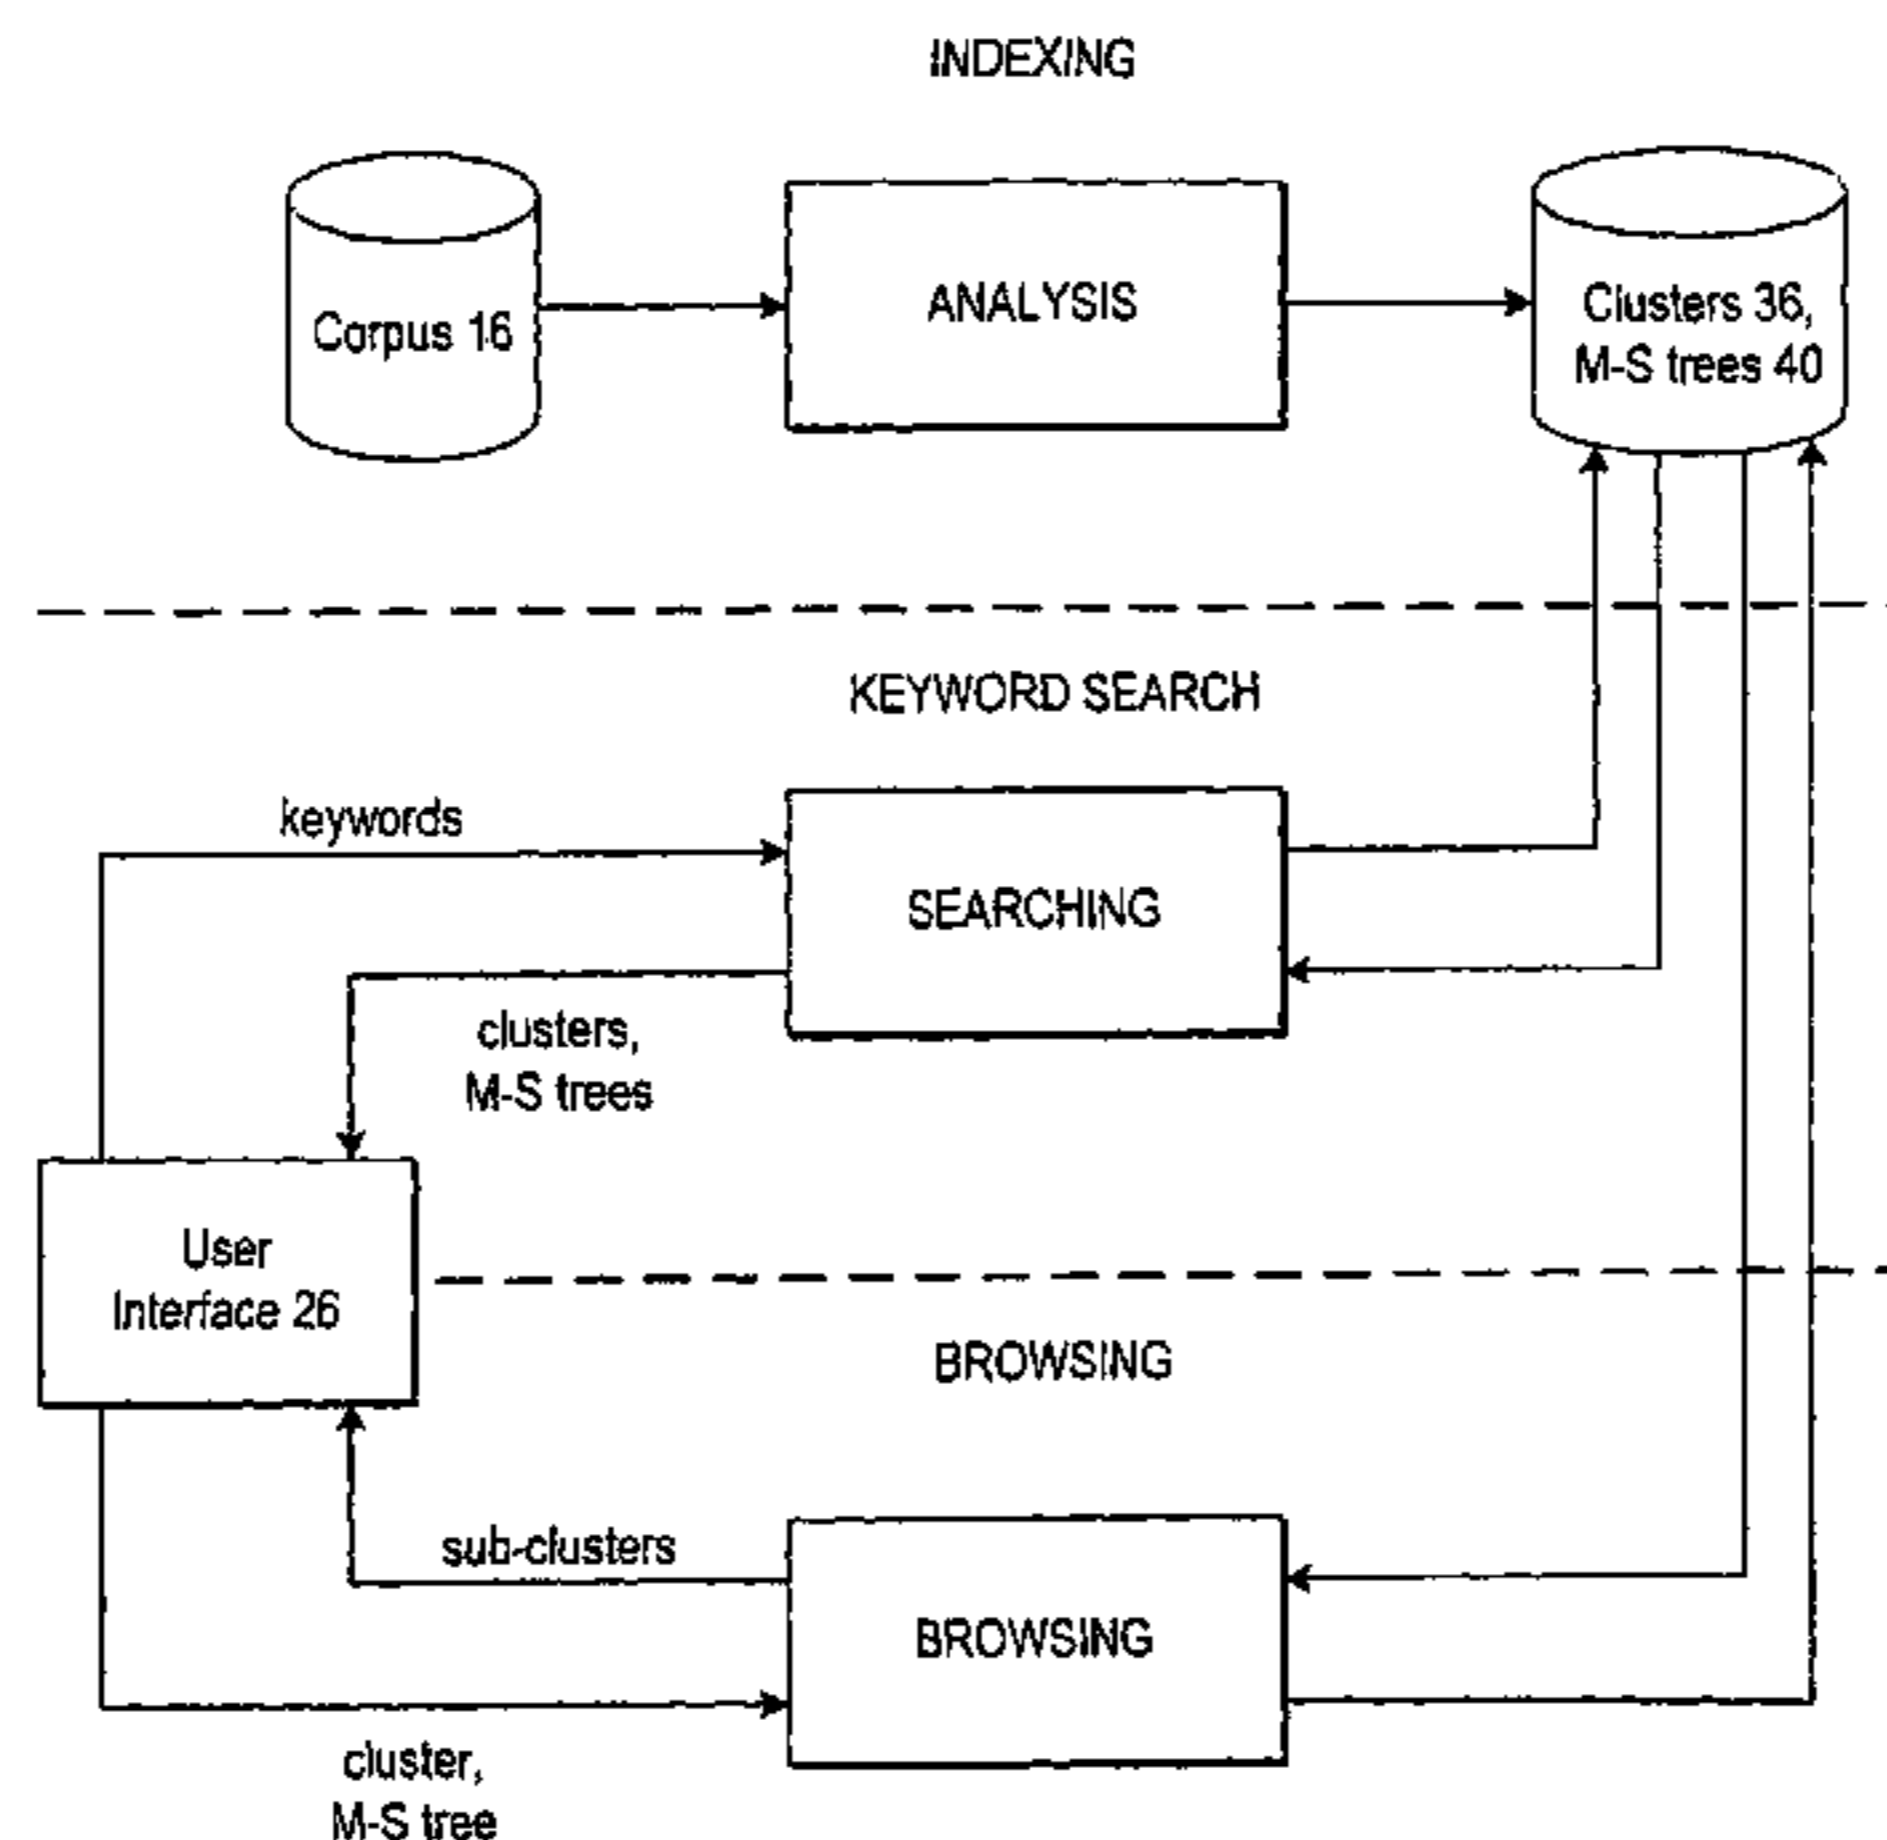 INDEXING
Corpus 16
ANALYSIS
Clusters 36,
M-S trees 40
KEYWORD SEARCH
keywords
SEARCHING
clusters,
M-S trees
User
Interface 26
BROWSING
sub-clusters
BROWSING
cluster,
M-S tree